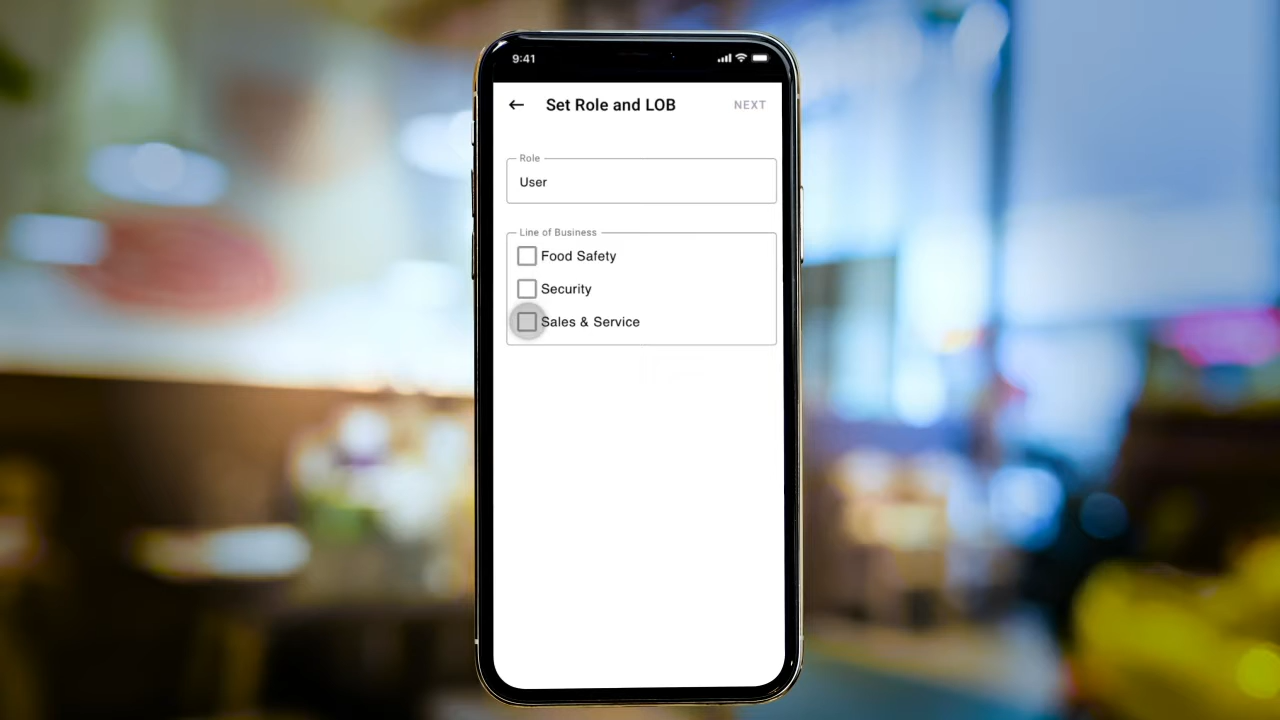 9:41
Set Role and LOB NEXT
Role
User
Line of Business
Food Safety
Security
Sales & Service